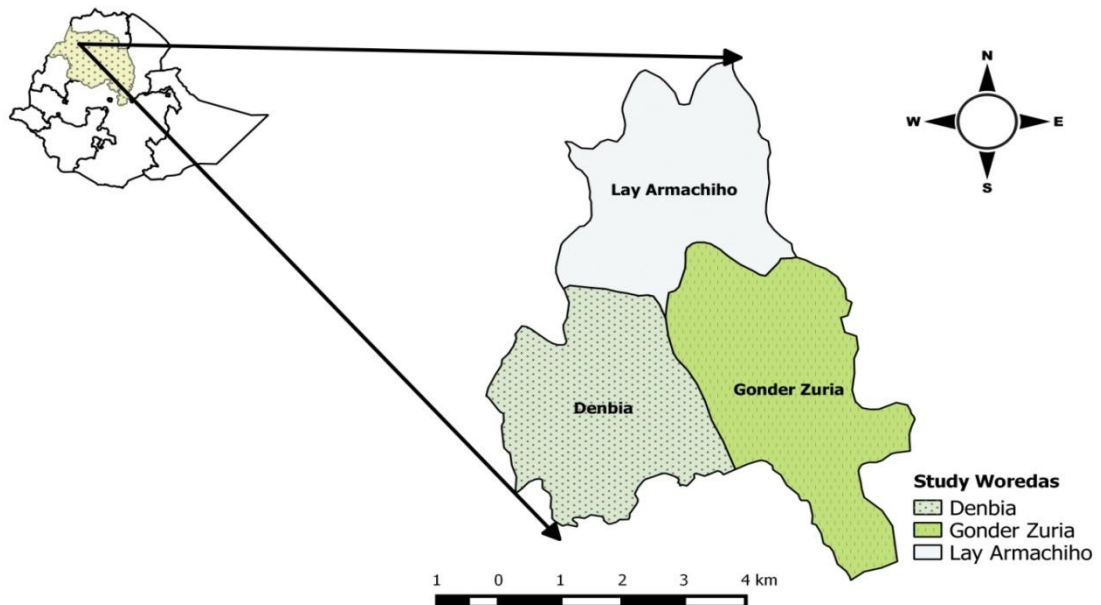 N
W E
S
Lay Armachiho
Gonder Zuria
Denbia
Study Woredas
Denbia
Gonder Zuria
Lay Armachiho
1 0 1 2 3 4 km